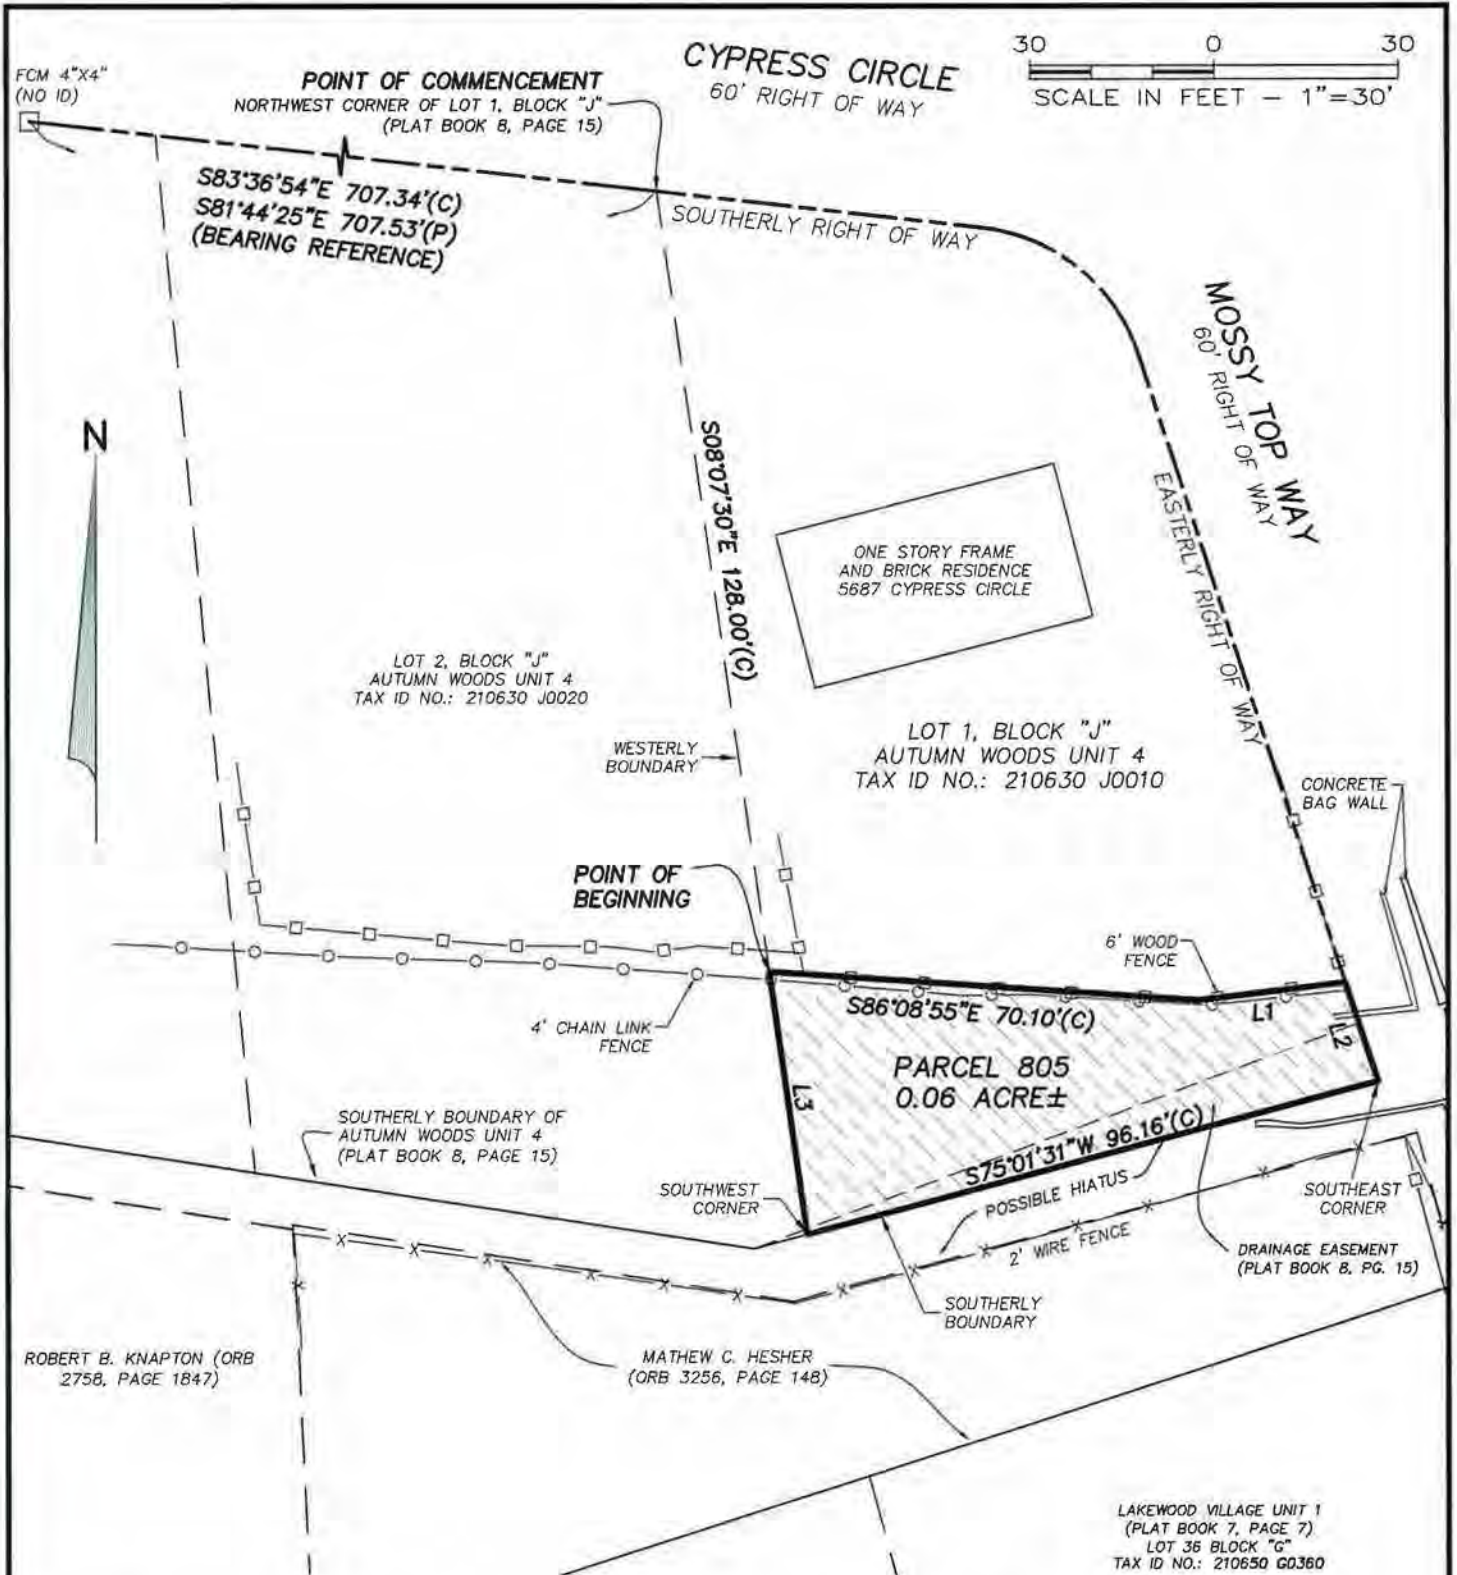 FCM 4"X4"
(NO ID)
POINT OF COMMENCEMENT
NORTHWEST CORNER OF LOT 1, BLOCK "J"
(PLAT BOOK 8, PAGE 15)
CYPRESS CIRCLE
60' RIGHT OF WAY
30 0 30
SCALE IN FEET - 1"=30'
S83°36'54"E 707.34'(C)
S81°44'25"E 707.53'(P)
(BEARING REFERENCE)
SOUTHERLY RIGHT OF WAY
MOSSY TOP WAY
60' RIGHT OF WAY
EASTERLY RIGHT OF WAY
N
S08°07'30"E 128.00'(C)
ONE STORY FRAME
AND BRICK RESIDENCE
5687 CYPRESS CIRCLE
LOT 2, BLOCK "J"
AUTUMN WOODS UNIT 4
TAX ID NO.: 210630 J0020
WESTERLY
BOUNDARY
LOT 1, BLOCK "J"
AUTUMN WOODS UNIT 4
TAX ID NO.: 210630 J0010
CONCRETE
BAG WALL
POINT OF
BEGINNING
6' WOOD
FENCE
4' CHAIN LINK
FENCE
S86°08'55"E 70.10'(C)
L1
L2
L3
PARCEL 805
0.06 ACRE±
S75°01'31"W 96.16'(C)
SOUTHERLY BOUNDARY OF
AUTUMN WOODS UNIT 4
(PLAT BOOK 8, PAGE 15)
SOUTHWEST
CORNER
POSSIBLE HIATUS
2' WIRE FENCE
SOUTHEAST
CORNER
DRAINAGE EASEMENT
(PLAT BOOK 8, PG. 15)
SOUTHERLY
BOUNDARY
ROBERT B. KNAPTON (ORB
2758, PAGE 1847)
MATHEW C. HESHER
(ORB 3256, PAGE 148)
LAKEWOOD VILLAGE UNIT 1
(PLAT BOOK 7, PAGE 7)
LOT 36 BLOCK "G"
TAX ID NO.: 210650 G0360